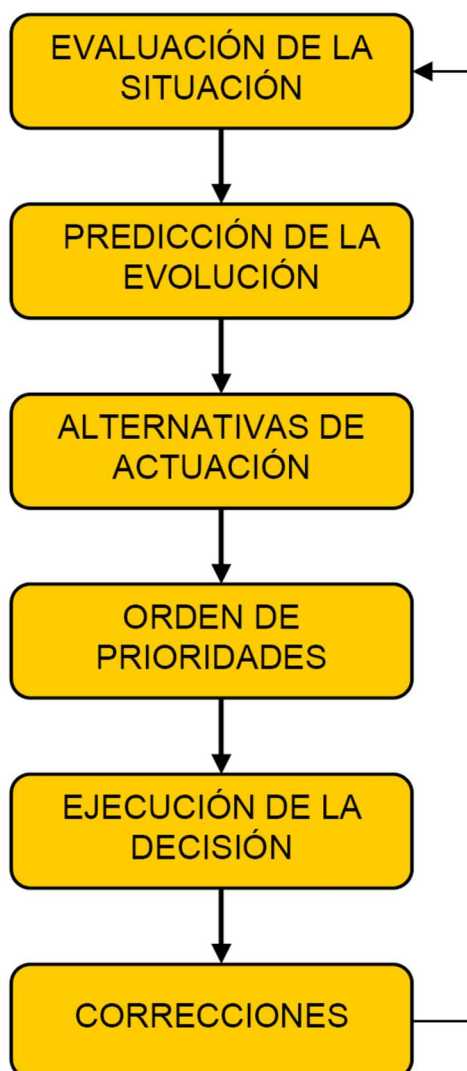 EVALUACIÓN DE LA
SITUACIÓN
PREDICCIÓN DE LA
EVOLUCIÓN
ALTERNATIVAS DE
ACTUACIÓN
ORDEN DE
PRIORIDADES
EJECUCIÓN DE LA
DECISIÓN
CORRECCIONES